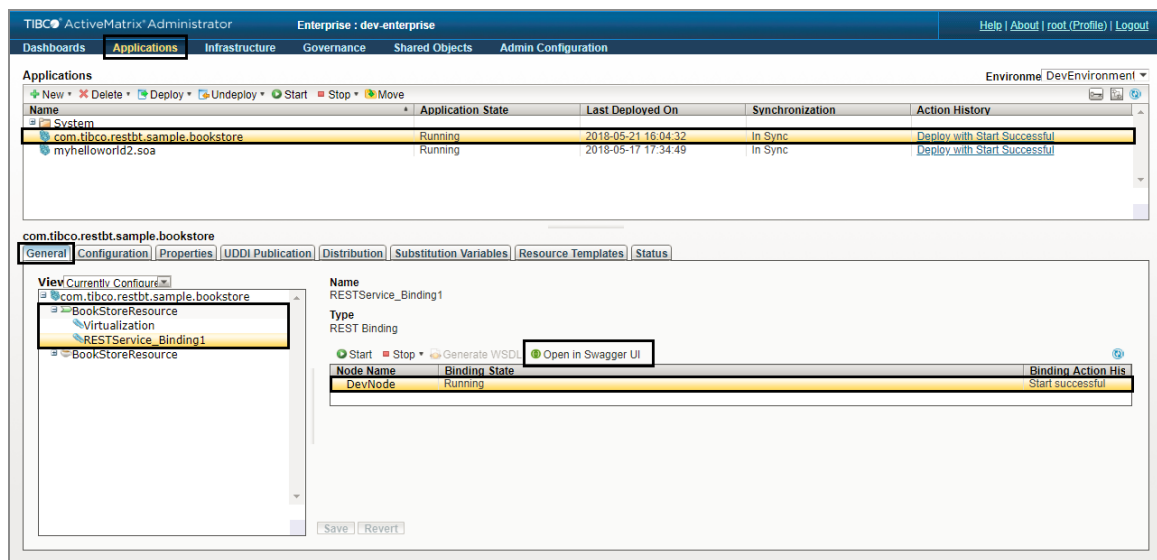 TIBCO® ActiveMatrix® Administrator Enterprise : dev-enterprise Help | About | root (Profile) | Logout
Dashboards Applications Infrastructure Governance Shared Objects Admin Configuration
Applications Environme DevEnvironment
New Delete Deploy Undeploy Start Stop Move
Name Application State Last Deployed On Synchronization Action History
System
com.tibco.restbt.sample.bookstore Running 2018-05-21 16:04:32 In Sync Deploy with Start Successful
myhelloworld2.soa Running 2018-05-17 17:34:49 In Sync Deploy with Start Successful
com.tibco.restbt.sample.bookstore
General Configuration Properties UDDI Publication Distribution Substitution Variables Resource Templates Status
View Currently Configure Name
com.tibco.restbt.sample.bookstore RESTService_Binding1
BookStoreResource Type
Virtualization REST Binding
RESTService_Binding1
BookStoreResource Start Stop Generate WSDL Open in Swagger UI
Node Name Binding State Binding Action His
DevNode Running Start successful
Save Revert